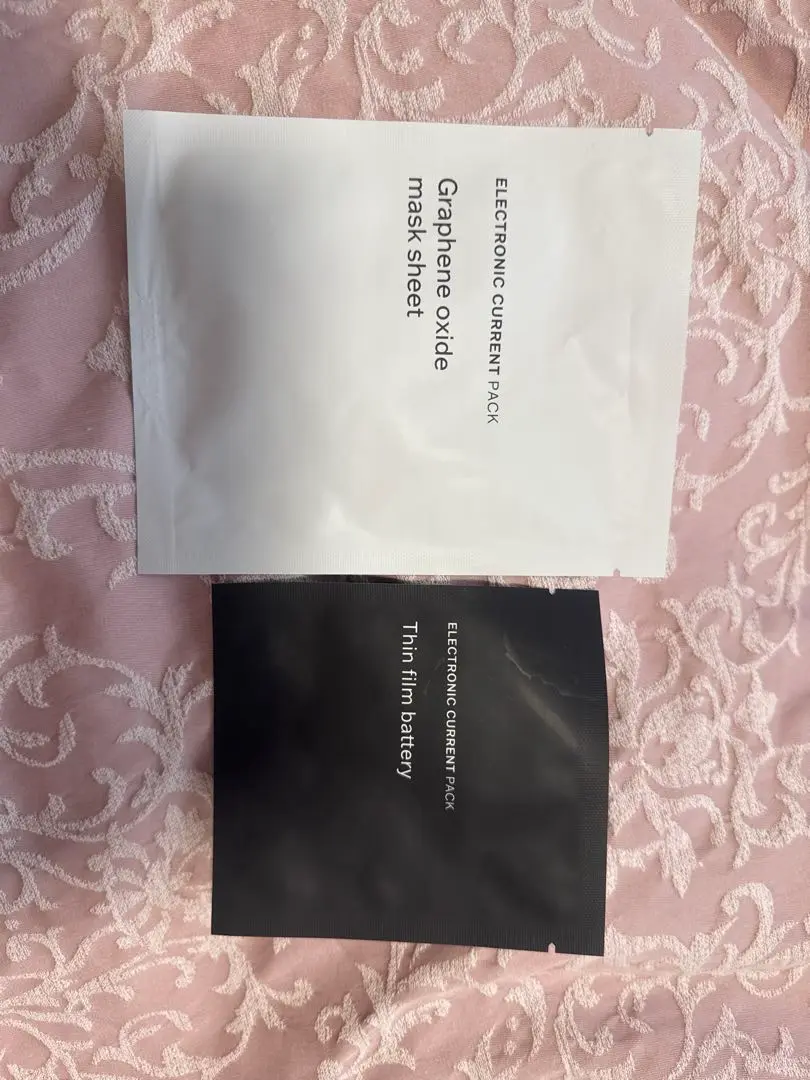 ELECTRONIC CURRENT PACK
Graphene oxide
mask sheet
ELECTRONIC CURRENT PACK
Thin film battery